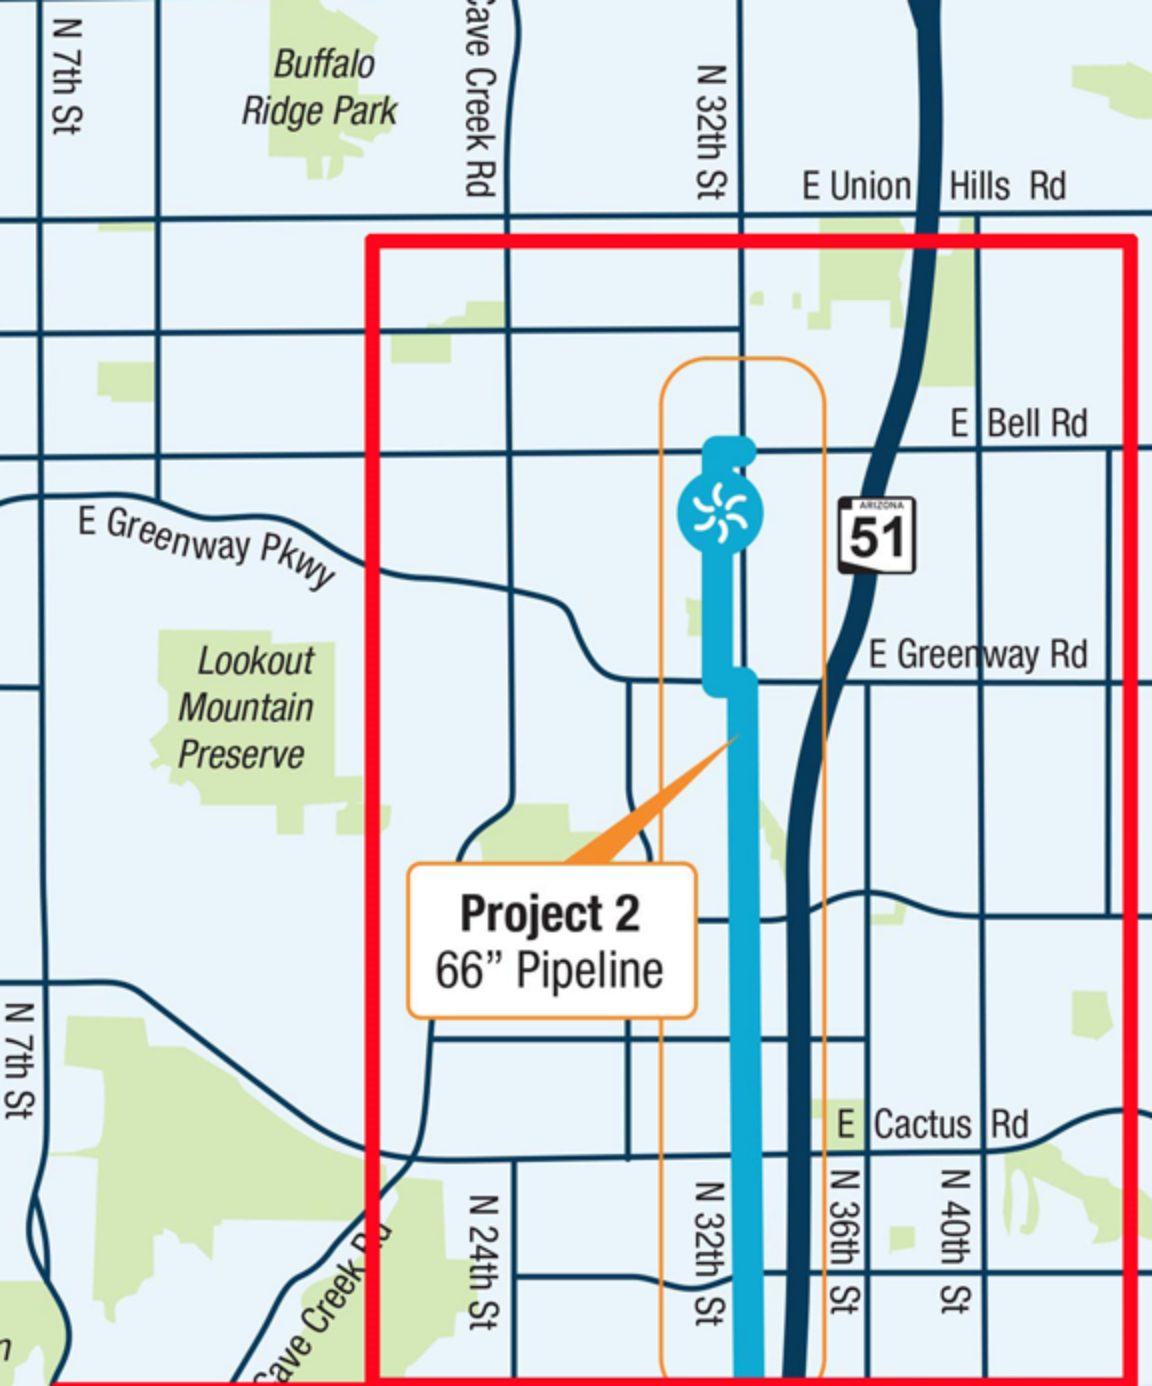 N 7th St
Buffalo
Ridge Park
Cave Creek Rd
N 32th St
E Union Hills Rd
E Bell Rd
E Greenway Pkwy
ARIZONA
51
E Greenway Rd
Lookout
Mountain
Preserve
Project 2
66” Pipeline
N 7th St
E Cactus Rd
N 24th St
N 32th St
N 36th St
N 40th St
Cave Creek Rd